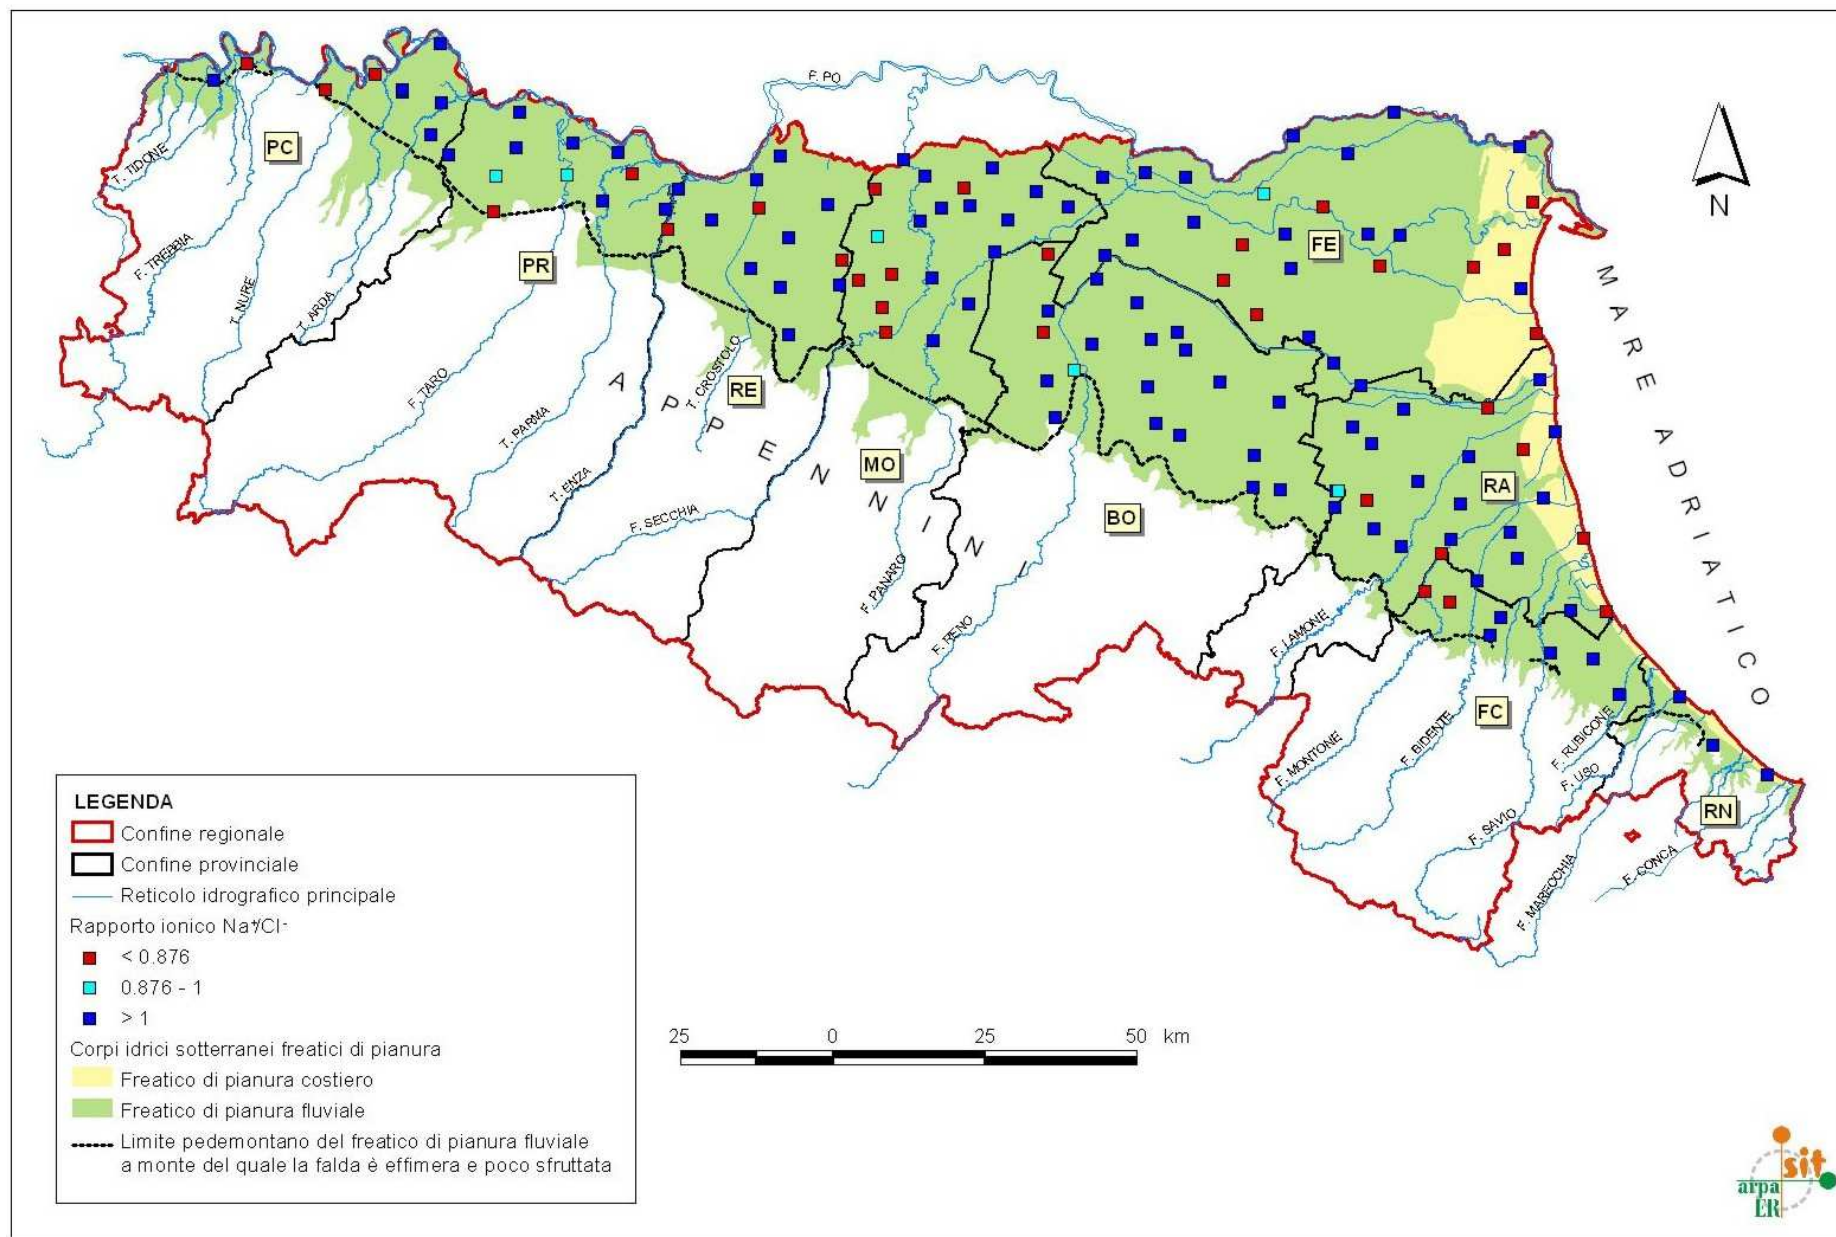 F. PO
PC
T. TIDONE
F. TREBBIA
T. NURE
T. ARDA
PR
FE
N
F. TARO
T. PARMA
T. ENZA
T. CROSTOLO
RE
F. SECCHIA
MO
F. PANARO
BO
F. RENO
RA
APPENNINI
MARE ADRIATICO
F. LAMONE
F. MONTONE
F. BIDENTE
FC
F. RUBICONE
F. USO
F. SAVIO
F. MARECCHIA
F. CONCA
RN
LEGENDA
Confine regionale
Confine provinciale
Reticolo idrografico principale
Rapporto ionico Na+/Cl-
< 0.876
0.876 - 1
> 1
Corpi idrici sotterranei freatici di pianura
Freatico di pianura costiero
Freatico di pianura fluviale
Limite pedemontano del freatico di pianura fluviale
a monte del quale la falda è effimera e poco sfruttata
25 0 25 50 km
sit
arpa
ER